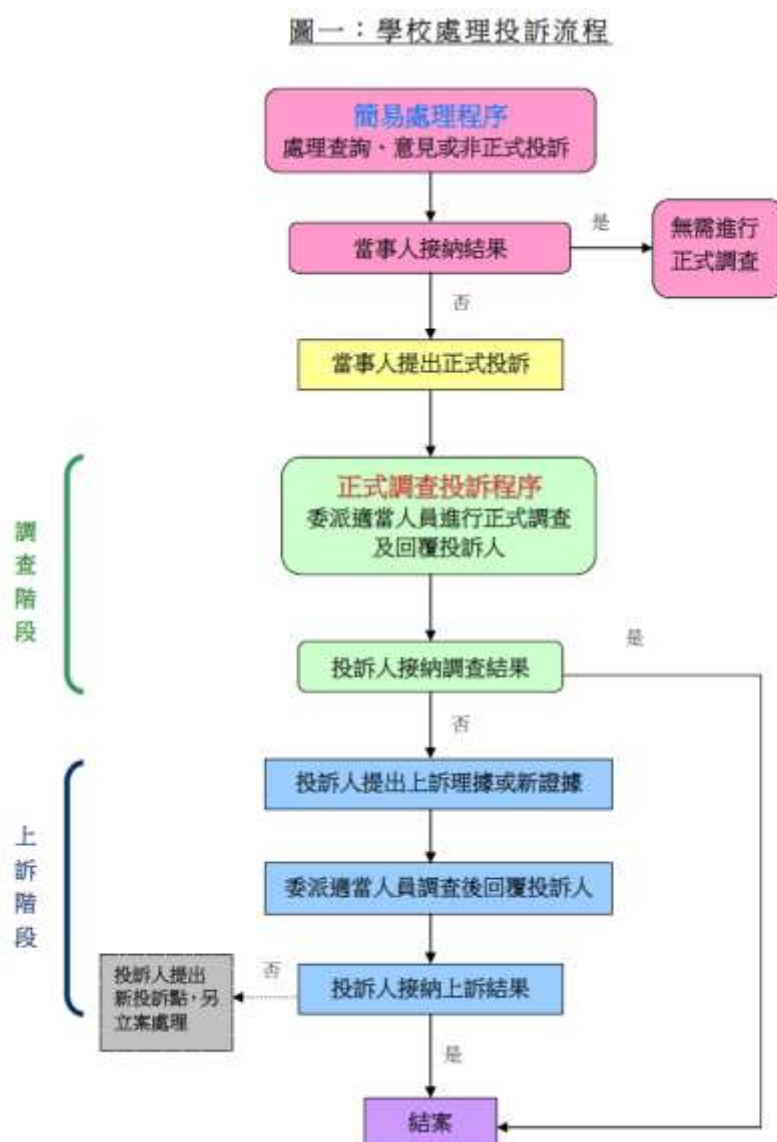 圖一：學校處理投訴流程
簡易處理程序
處理查詢、意見或非正式投訴
當事人接納結果
是
無需進行
正式調查
否
當事人提出正式投訴
調查階段
正式調查投訴程序
委派適當人員進行正式調查
及回覆投訴人
投訴人接納調查結果
是
否
上訴階段
投訴人提出上訴理據或新證據
委派適當人員調查後回覆投訴人
投訴人接納上訴結果
否
投訴人提出
新投訴點，另
立案處理
是
結案